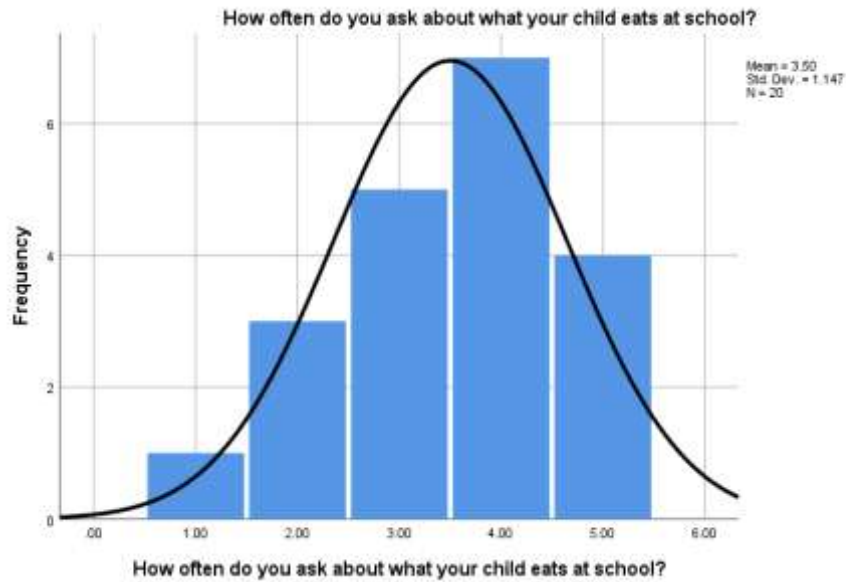 How often do you ask about what your child eats at school?
Mean = 3.50
Std. Dev. = 1.147
N = 20
Frequency
6
4
2
0
.00 1.00 2.00 3.00 4.00 5.00 6.00
How often do you ask about what your child eats at school?